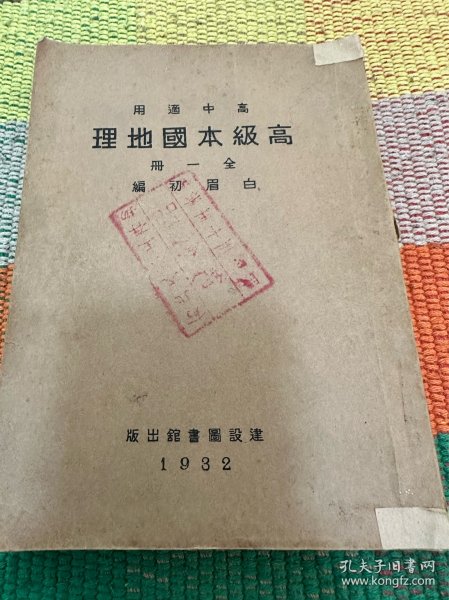 高中適用
高級本國地理
全一冊
白眉初編
建設圖書舘出版
1932
孔夫子旧书网
www.kongfz.com